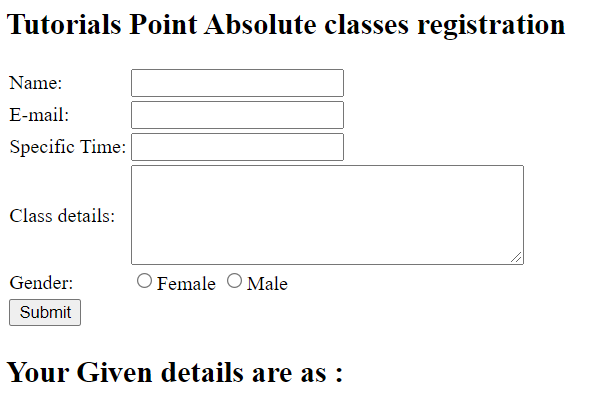 Tutorials Point Absolute classes registration
Name:
E-mail:
Specific Time:
Class details:
Gender: Female Male
Submit
Your Given details are as :